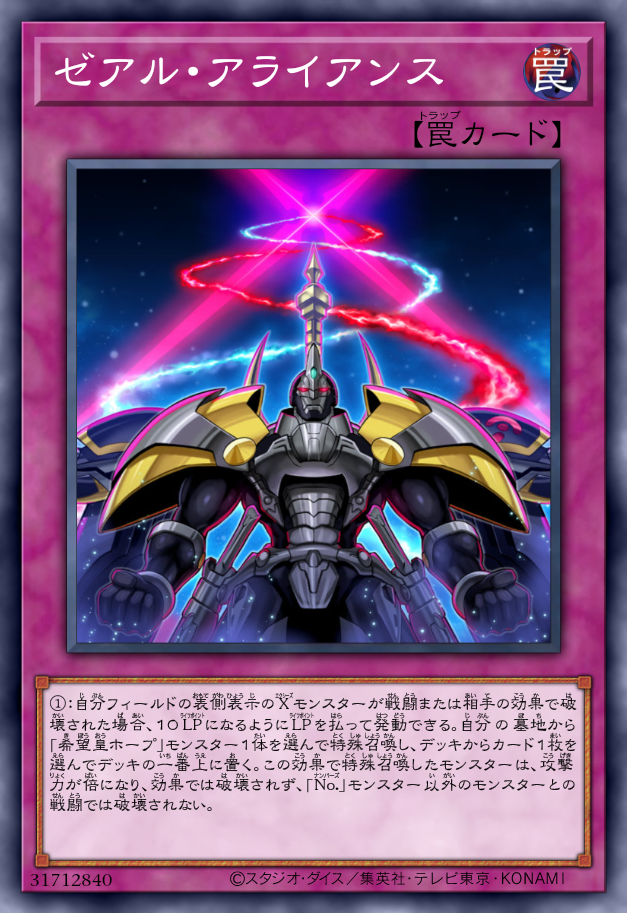 ゼアル・アライアンス
トラップ
罠
トラップ
【罠カード】
①:自分フィールドの表側表示のXモンスターが戦闘または相手の効果で破
壊された場合、10LPになるようにLPを払って発動できる。自分の墓地から
「希望皇ホープ」モンスター1体を選んで特殊召喚し、デッキからカード1枚を
選んでデッキの一番上に置く。この効果で特殊召喚したモンスターは、攻撃
力が倍になり、効果では破壊されず、「No.」モンスター以外のモンスターとの
戦闘では破壊されない。
31712840
©スタジオ・ダイス/集英社・テレビ東京・KONAMI